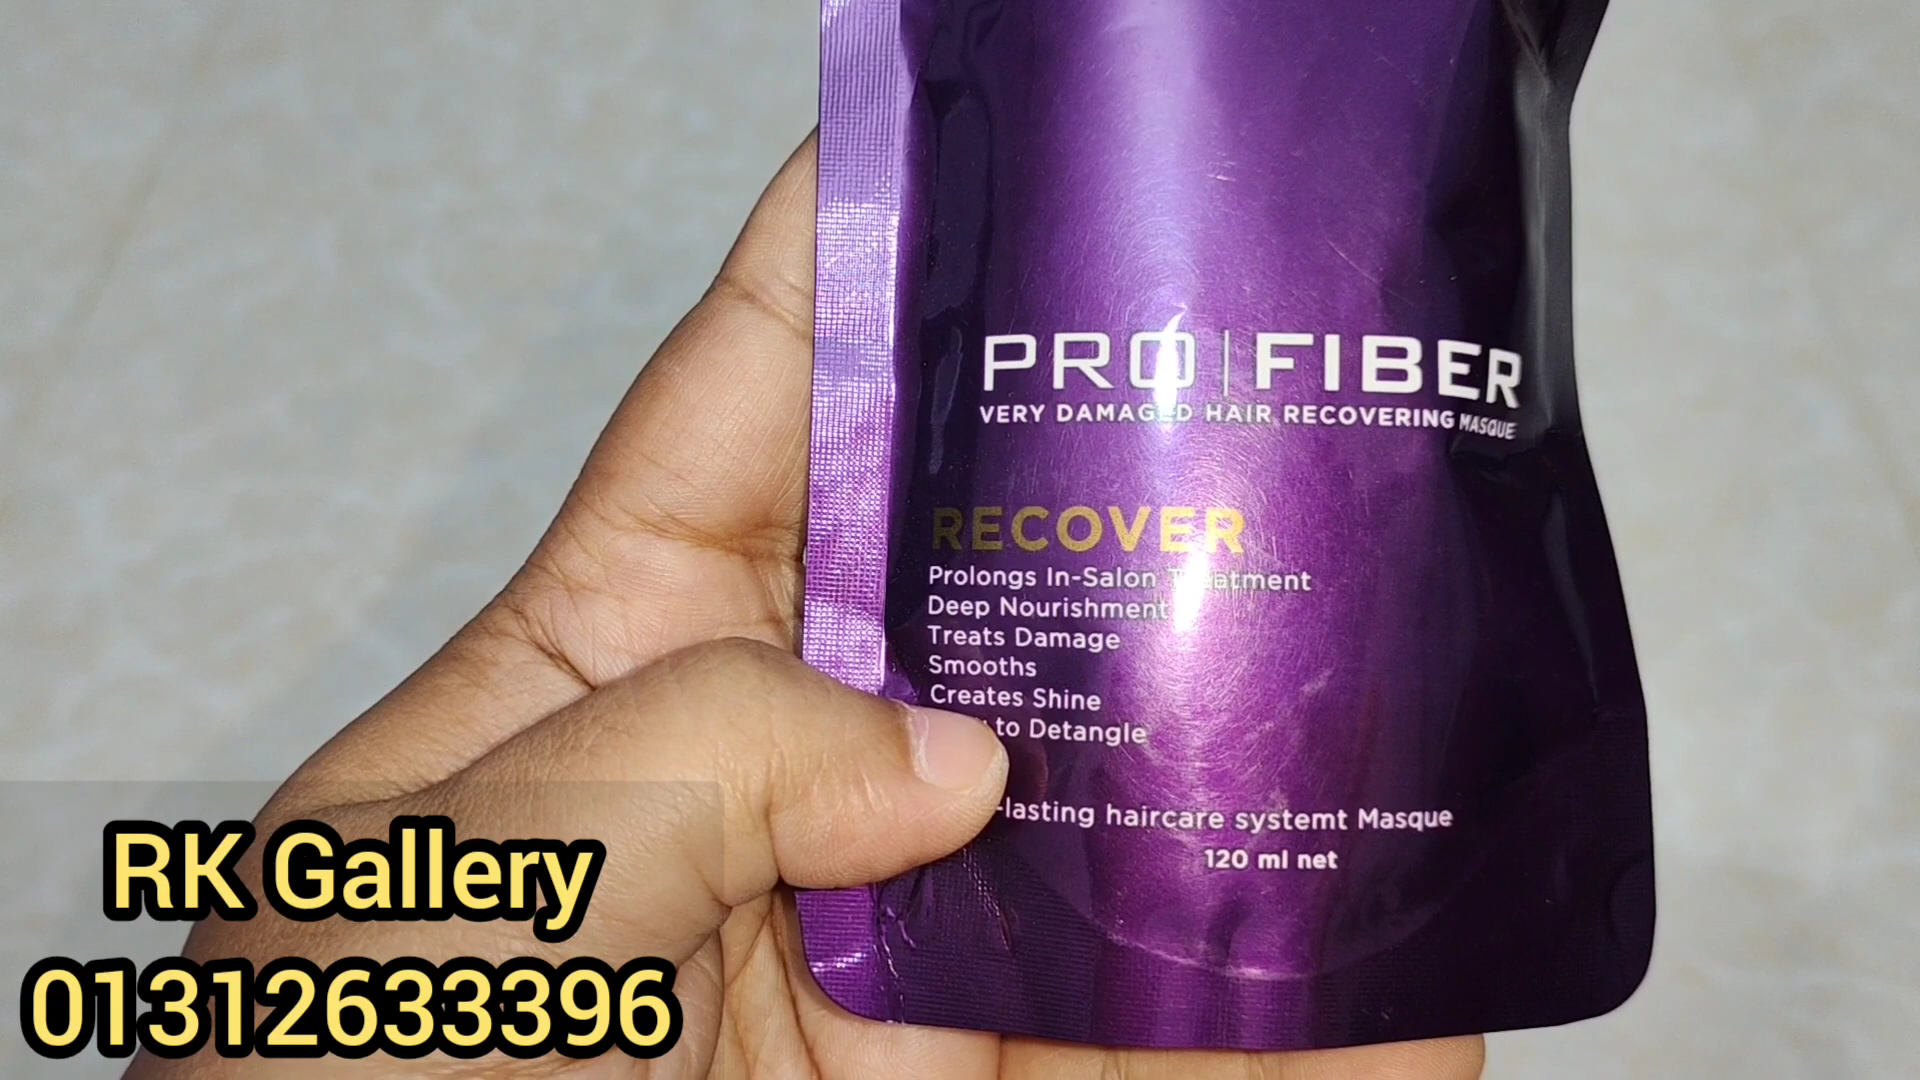 PRO|FIBER
VERY DAMAGED HAIR RECOVERING MASQUE
RECOVER
Prolongs In-Salon Treatment
Deep Nourishment
Treats Damage
Smooths
Creates Shine
to Detangle
-lasting haircare systemt Masque
120 ml net
RK Gallery
01312633396